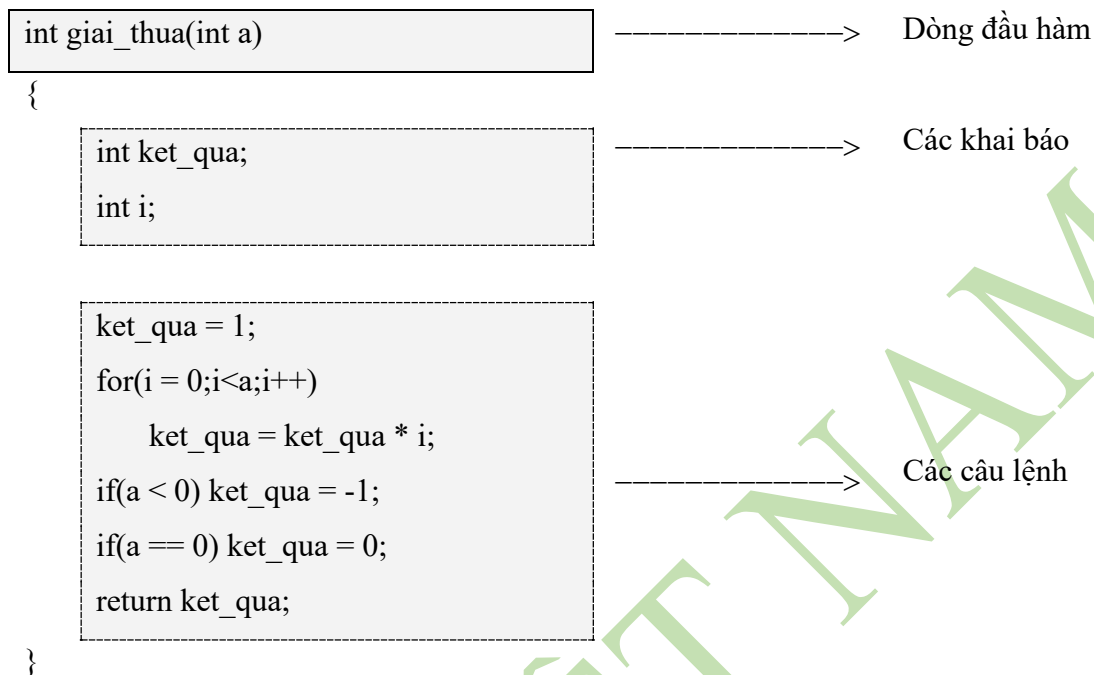 int giai_thua(int a) ––––––––––––––> Dòng đầu hàm
{
int ket_qua; ––––––––––––––> Các khai báo
int i;
ket_qua = 1;
for(i = 0;i<a;i++)
ket_qua = ket_qua * i;
if(a < 0) ket_qua = -1; ––––––––––––––> Các câu lệnh
if(a == 0) ket_qua = 0;
return ket_qua;
}